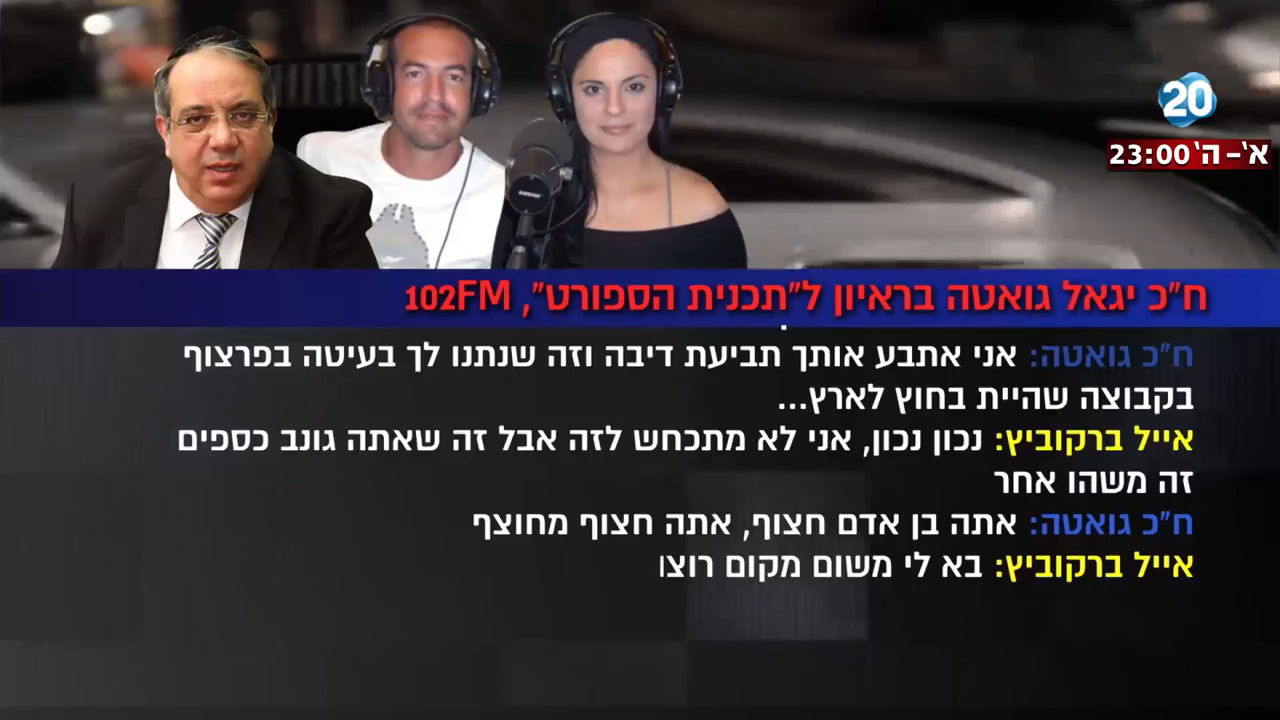 20
א'-ה' 23:00
ח"כ יגאל גואטה בראיון ל"תכנית הספורט", 102FM
ח"כ גואטה: אני אתבע אותך תביעת דיבה וזה שנתנו לך בעיטה בפרצוף
בקבוצה שהיית בחוץ לארץ...
אייל ברקוביץ: נכון נכון, אני לא מתכחש לזה אבל זה שאתה גונב כספים
זה משהו אחר
ח"כ גואטה: אתה בן אדם חצוף, אתה חצוף מחוצף
אייל ברקוביץ: בא לי משום מקום רוצ